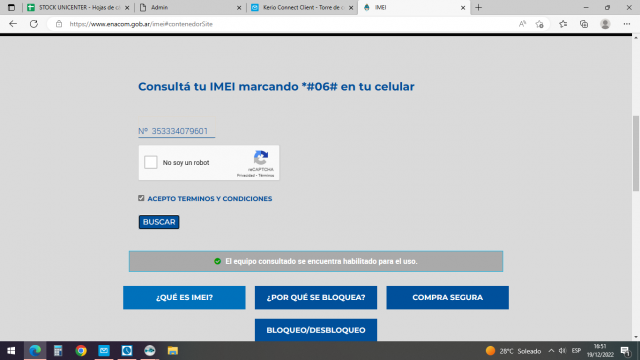 STOCK UNICENTER - Hojas de cá
Admin
Kerio Connect Client - Torre de c
IMEI
https://www.enacom.gob.ar/imei#contenedorSite
Consultá tu IMEI marcando *#06# en tu celular
Nº 353334079601
No soy un robot
reCAPTCHA
Privacidad - Términos
ACEPTO TERMINOS Y CONDICIONES
BUSCAR
El equipo consultado se encuentra habilitado para el uso.
¿QUÉ ES IMEI?
¿POR QUÉ SE BLOQUEA?
COMPRA SEGURA
BLOQUEO/DESBLOQUEO
28°C Soleado
ESP
16:51
19/12/2022